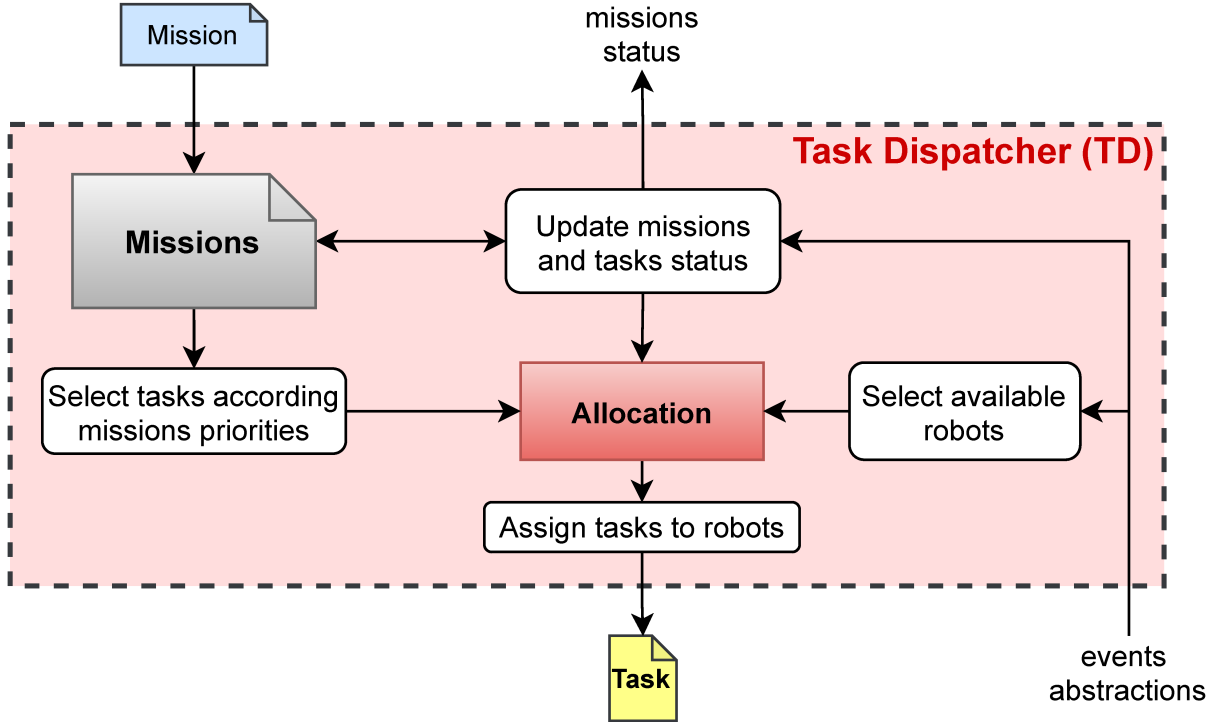 Mission
missions
status
Task Dispatcher (TD)
Missions
Update missions
and tasks status
Select tasks according
missions priorities
Allocation
Select available
robots
Assign tasks to robots
Task
events
abstractions